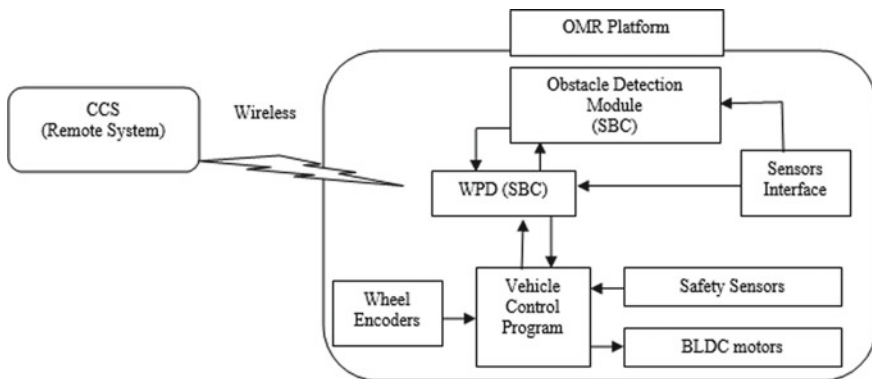 OMR Platform
CCS
(Remote System)
Wireless
Obstacle Detection
Module
(SBC)
WPD (SBC)
Sensors
Interface
Wheel
Encoders
Vehicle
Control
Program
Safety Sensors
BLDC motors